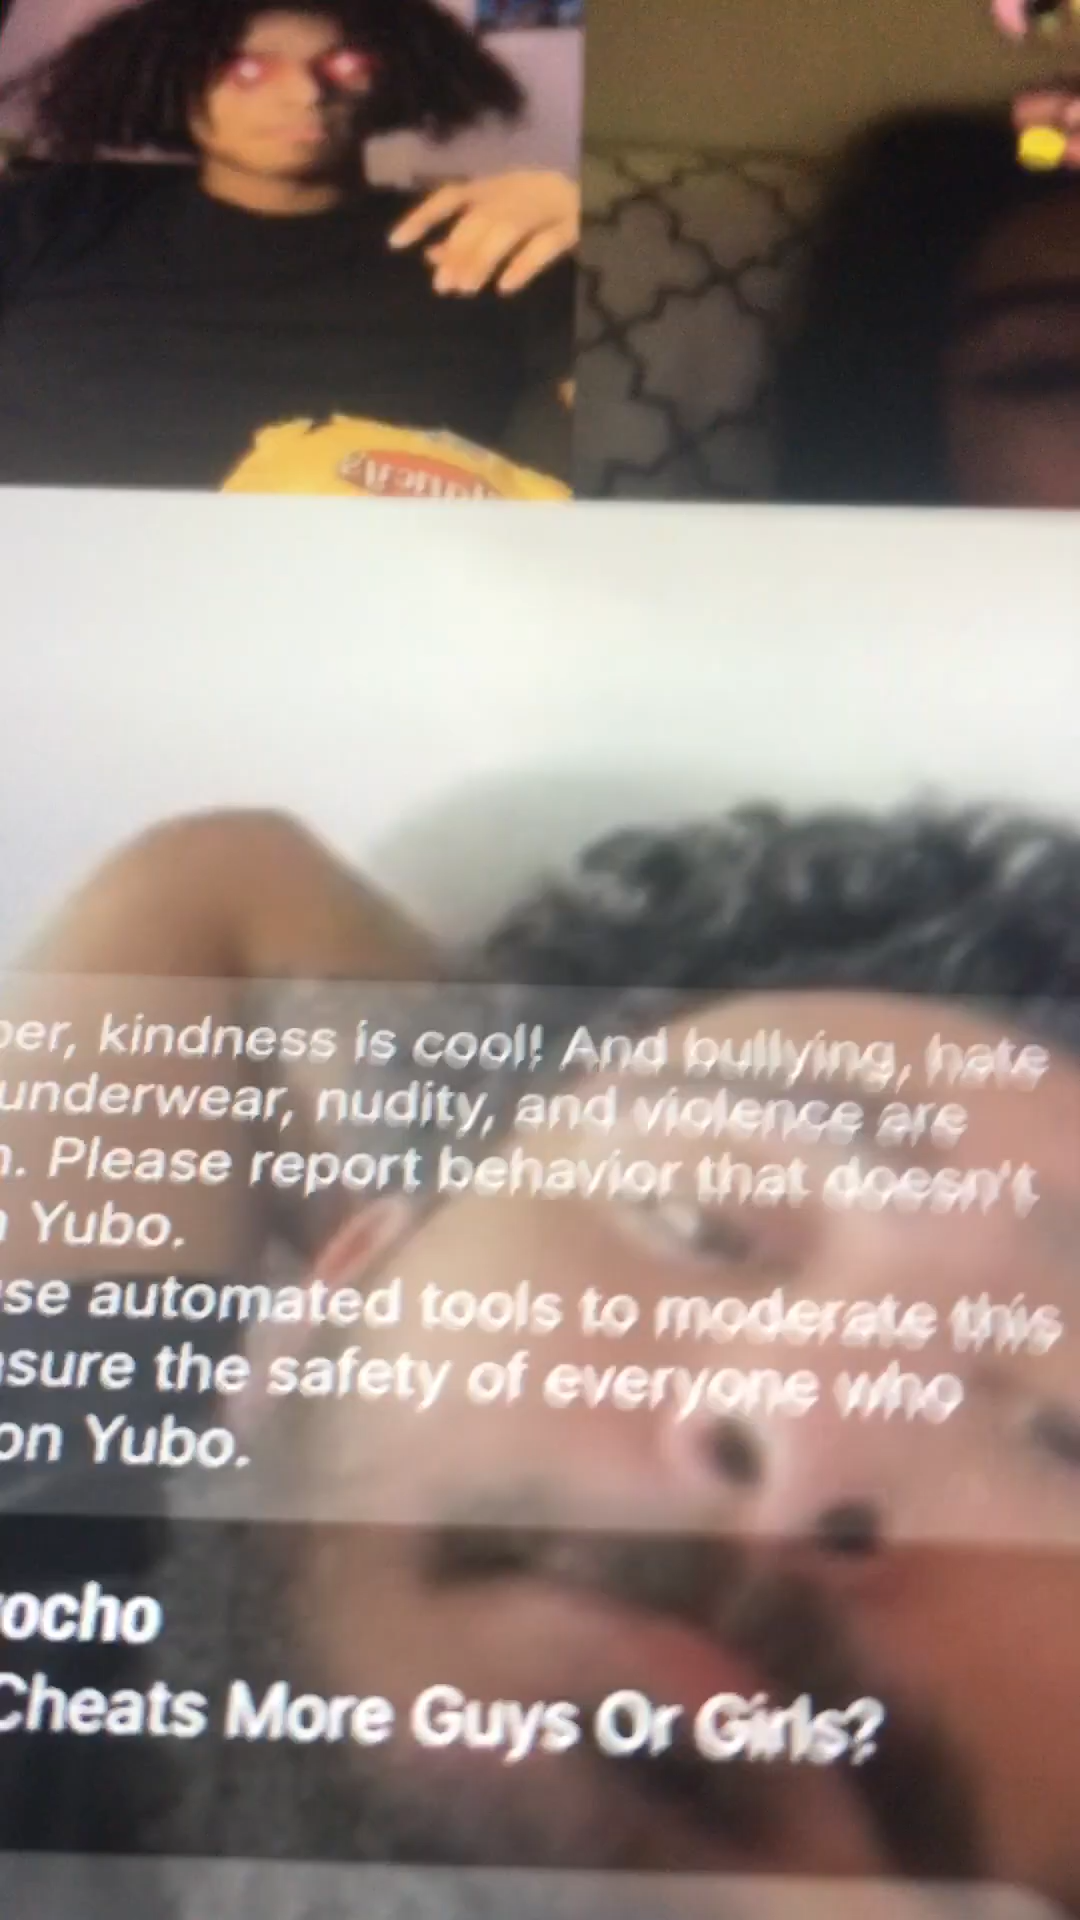 ber, kindness is cool! And bullying, hate
underwear, nudity, and violence are
n. Please report behavior that doesn't
Yubo.
se automated tools to moderate this
sure the safety of everyone who
on Yubo.
ocho
Cheats More Guys Or Girls?